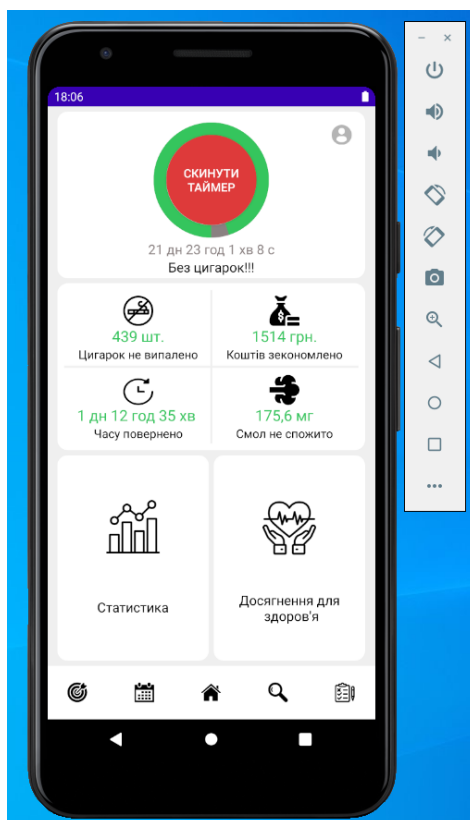 18:06
СКИНУТИ
ТАЙМЕР
21 дн 23 год 1 хв 8 с
Без цигарок!!!
439 шт.
Цигарок не випалено
1514 грн.
Коштів зекономлено
1 дн 12 год 35 хв
Часу повернено
175,6 мг
Смол не спожито
Статистика
Досягнення для
здоров'я